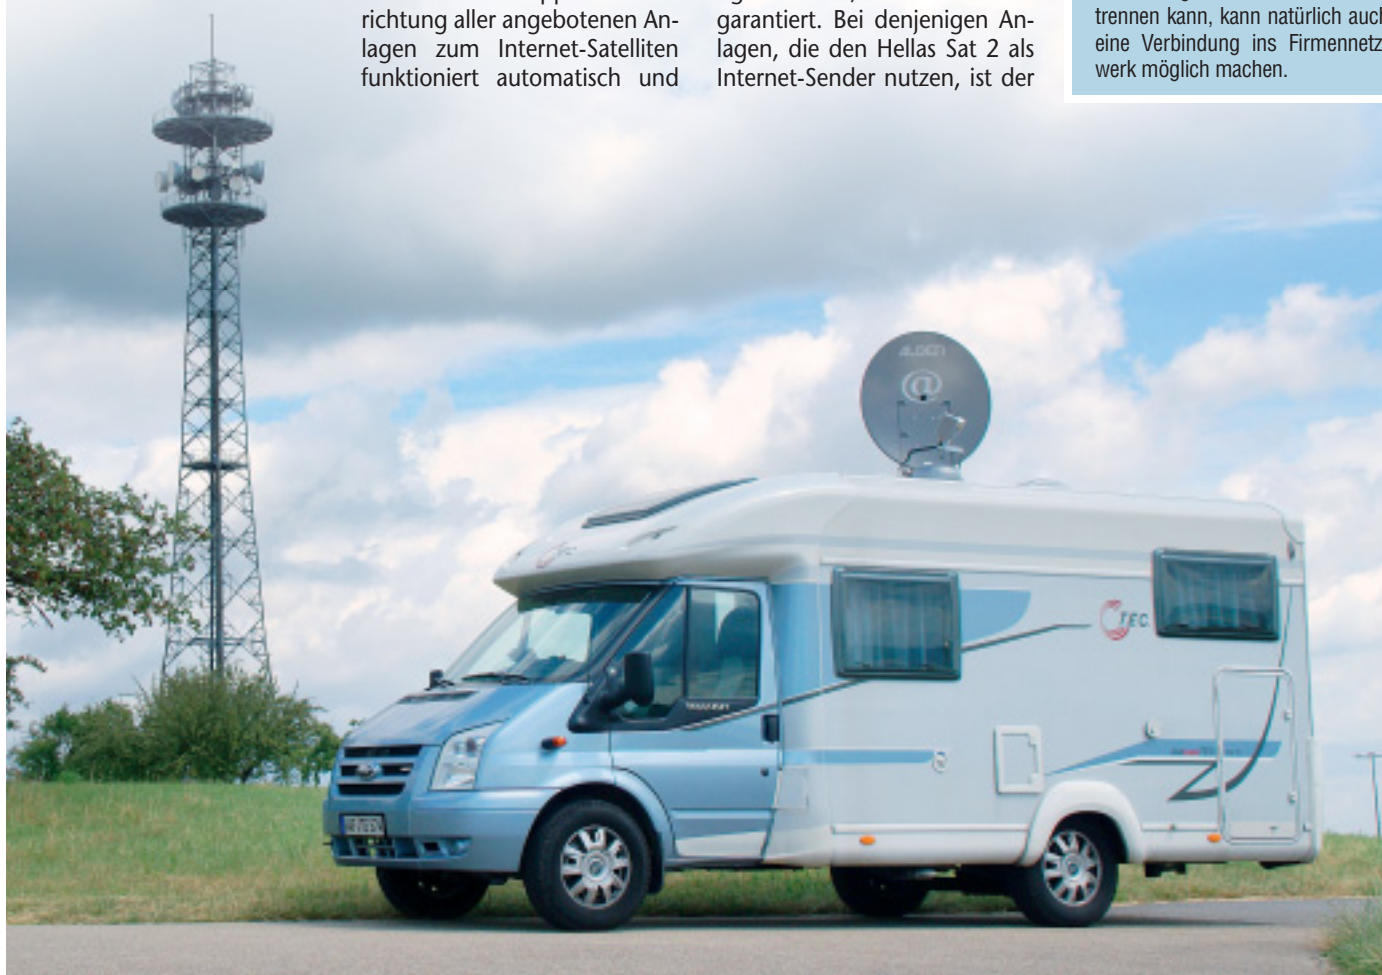 richtung aller angebotenen An-
lagen zum Internet-Satelliten
funktioniert automatisch und
garantiert. Bei denjenigen An-
lagen, die den Hellas Sat 2 als
Internet-Sender nutzen, ist der
trennen kann, kann natürlich auch
eine Verbindung ins Firmennetz
werk möglich machen.
ALDEN
@
TEC
TEC